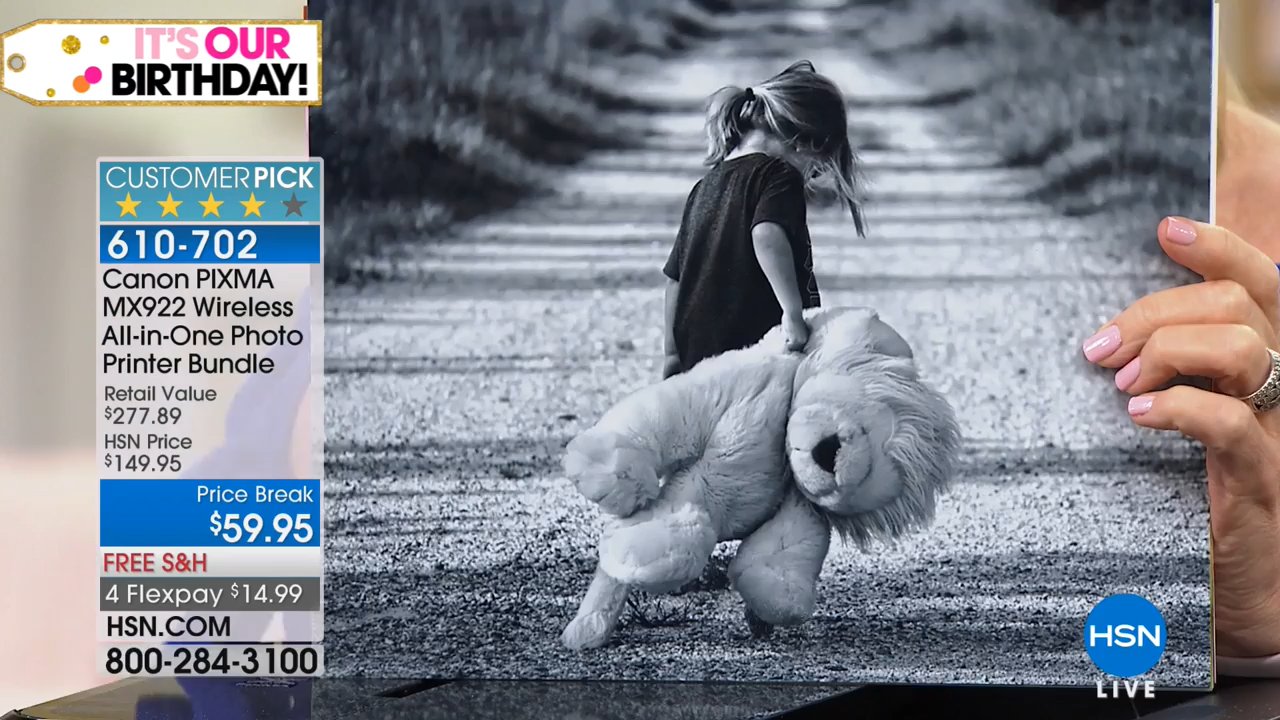 IT'S OUR
BIRTHDAY!
CUSTOMER PICK
610-702
Canon PIXMA
MX922 Wireless
All-in-One Photo
Printer Bundle
Retail Value
$277.89
HSN Price
$149.95
Price Break
$59.95
FREE S&H
4 Flexpay $14.99
HSN.COM
800-284-3100
HSN
LIVE